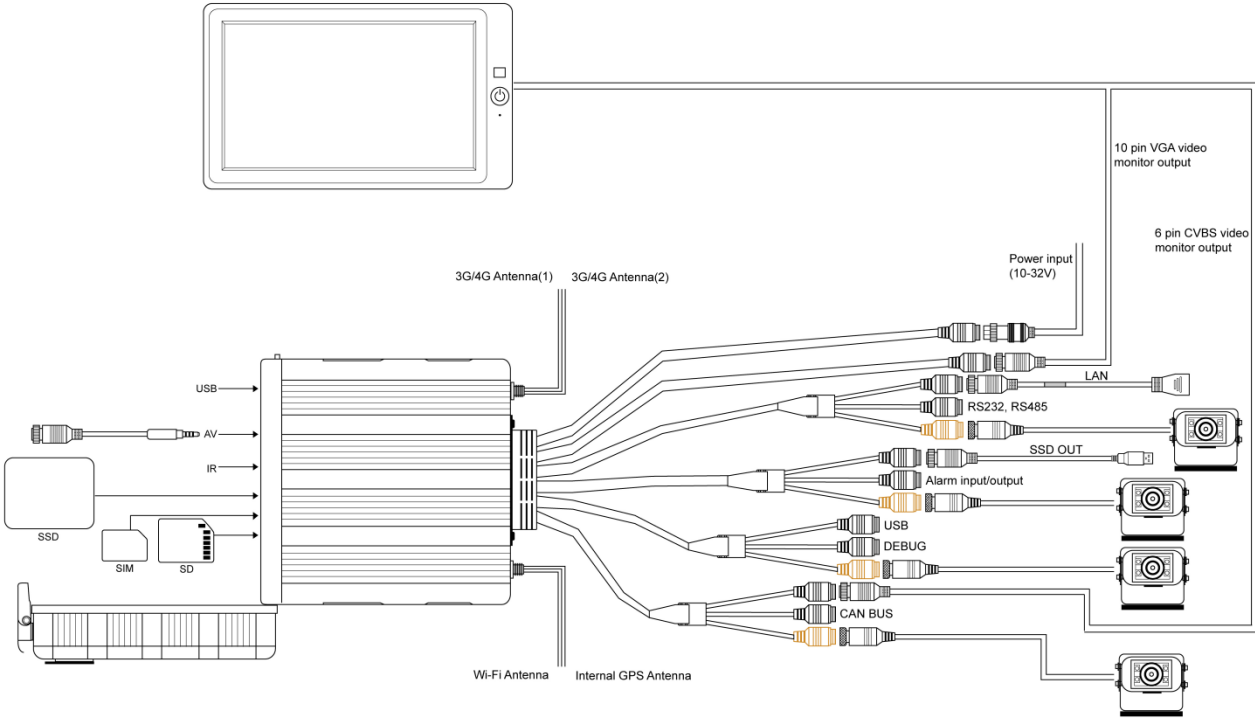 10 pin VGA video
monitor output
6 pin CVBS video
monitor output
Power input
(10-32V)
3G/4G Antenna(1)
3G/4G Antenna(2)
USB
LAN
RS232, RS485
AV
SSD OUT
IR
Alarm input/output
USB
SSD
DEBUG
SIM
SD
CAN BUS
Wi-Fi Antenna
Internal GPS Antenna